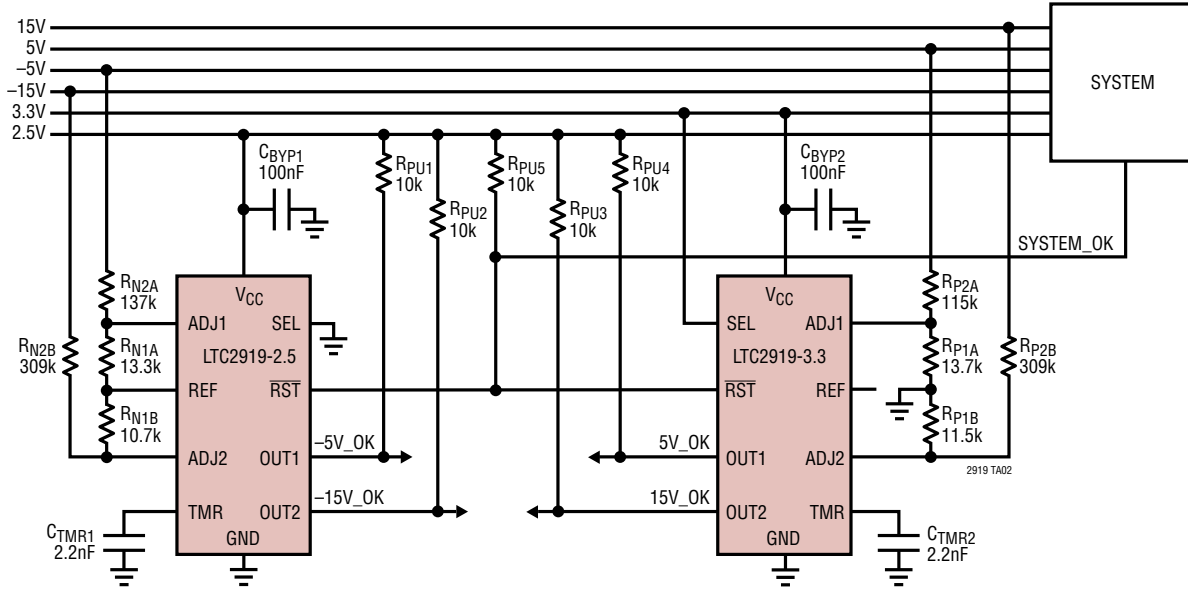 15V
5V
–5V
–15V
3.3V
2.5V
SYSTEM
CBYP1
100nF
RPU1
10k
RPU2
10k
RPU5
10k
RPU3
10k
RPU4
10k
CBYP2
100nF
SYSTEM_OK
RN2A
137k
RN2B
309k
RN1A
13.3k
RN1B
10.7k
VCC
ADJ1
SEL
LTC2919-2.5
REF
RST
ADJ2
OUT1
TMR
OUT2
GND
–5V_OK
–15V_OK
CTMR1
2.2nF
VCC
SEL
ADJ1
LTC2919-3.3
RST
REF
OUT1
ADJ2
OUT2
TMR
GND
5V_OK
15V_OK
RP2A
115k
RP1A
13.7k
RP2B
309k
RP1B
11.5k
2919 TA02
CTMR2
2.2nF